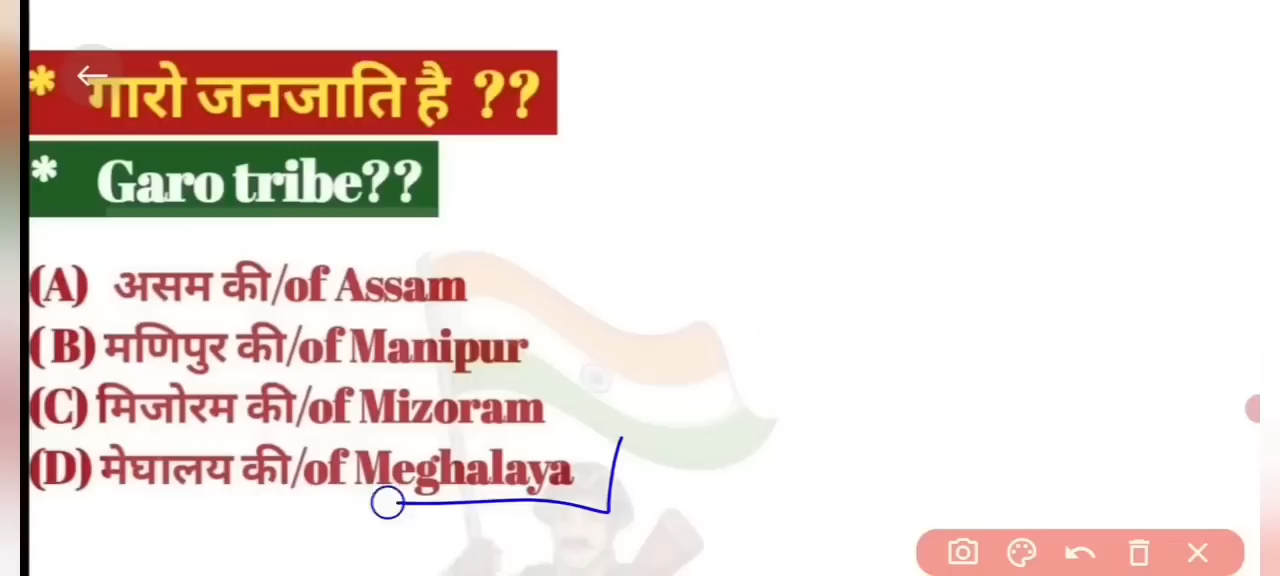 * गारो जनजाति है ??
* Garo tribe??
(A) असम की/of Assam
(B) मणिपुर की/of Manipur
(C) मिजोरम की/of Mizoram
(D) मेघालय की/of Meghalaya